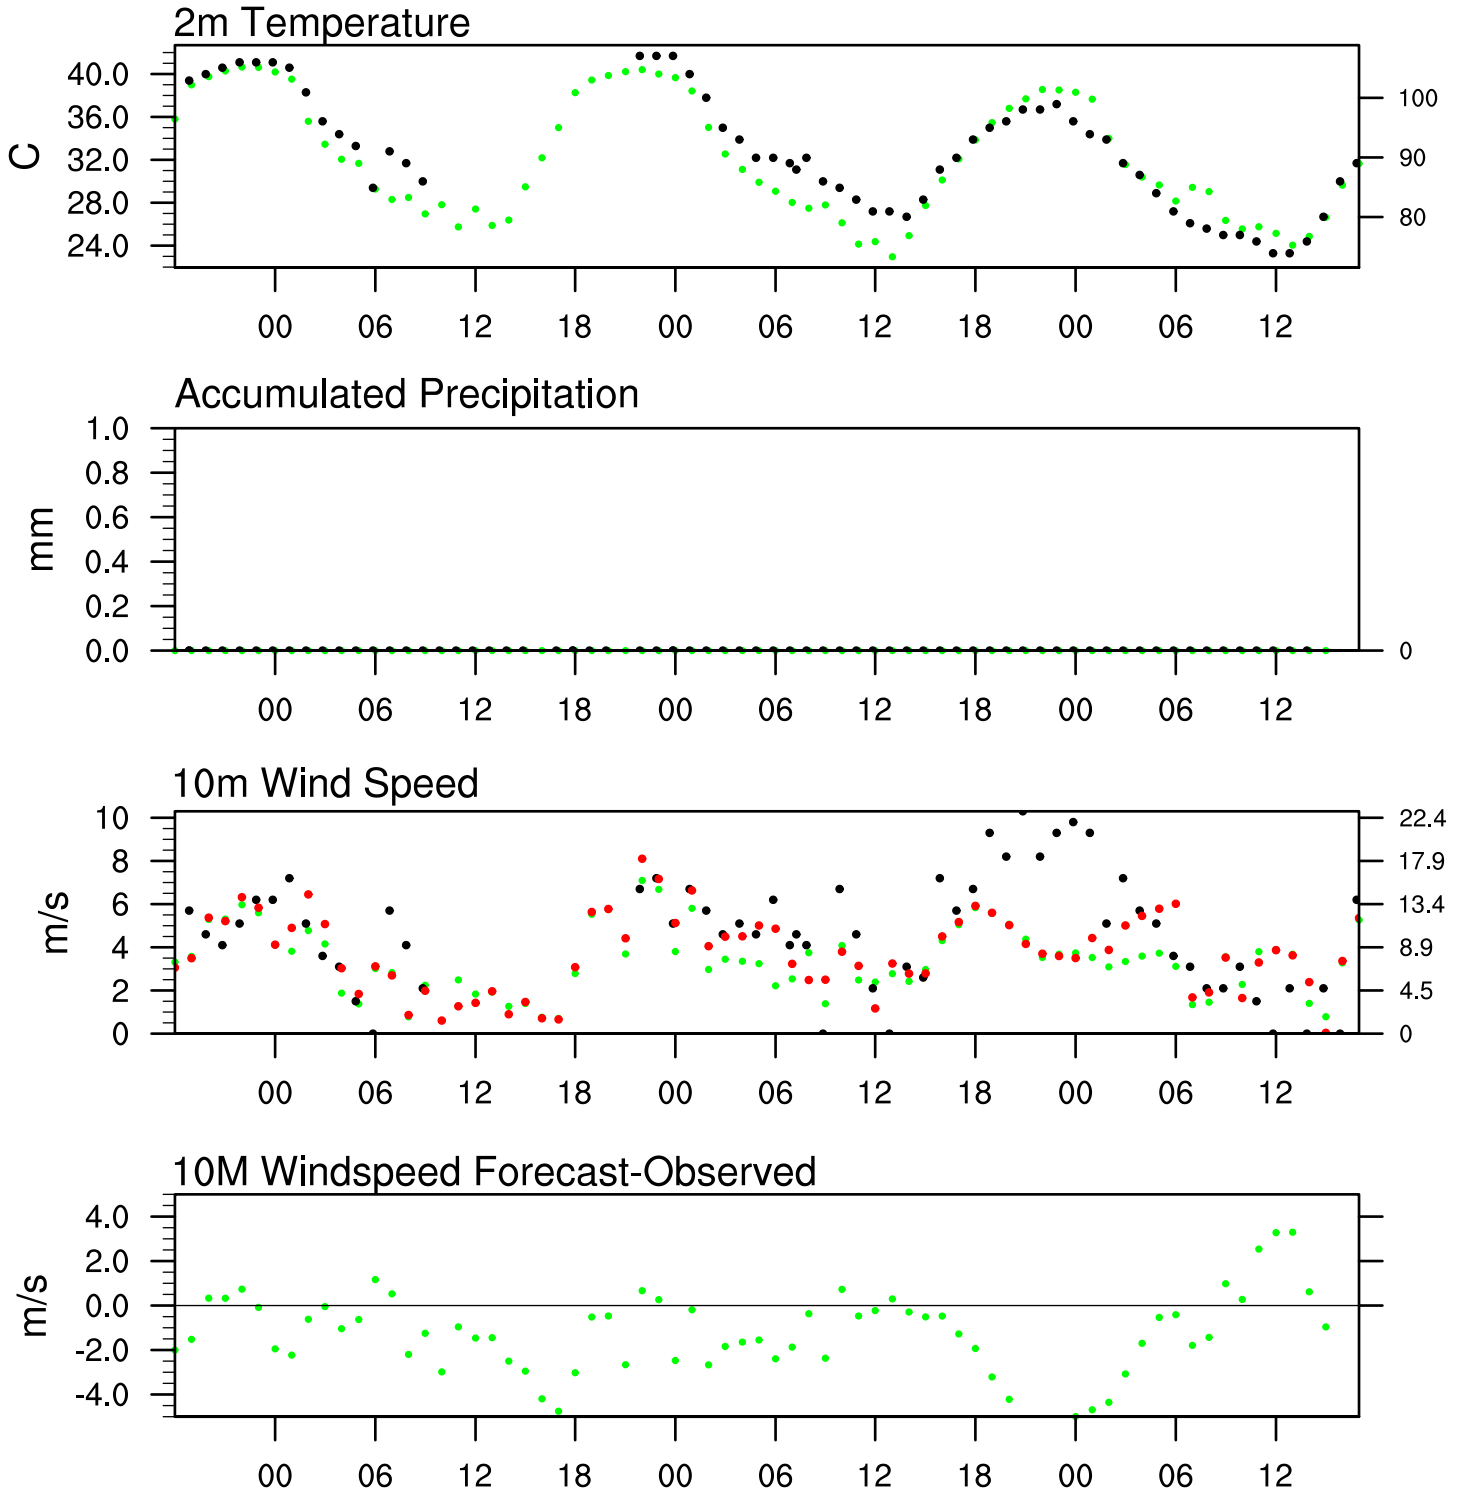 2m Temperature
40.0
36.0
32.0
28.0
24.0
C
100
90
80
00 06 12 18 00 06 12 18 00 06 12
Accumulated Precipitation
1.0
0.8
0.6
0.4
0.2
0.0
mm
0
00 06 12 18 00 06 12 18 00 06 12
10m Wind Speed
10
8
6
4
2
0
m/s
22.4
17.9
13.4
8.9
4.5
0
00 06 12 18 00 06 12 18 00 06 12
10M Windspeed Forecast-Observed
4.0
2.0
0.0
-2.0
-4.0
m/s
00 06 12 18 00 06 12 18 00 06 12